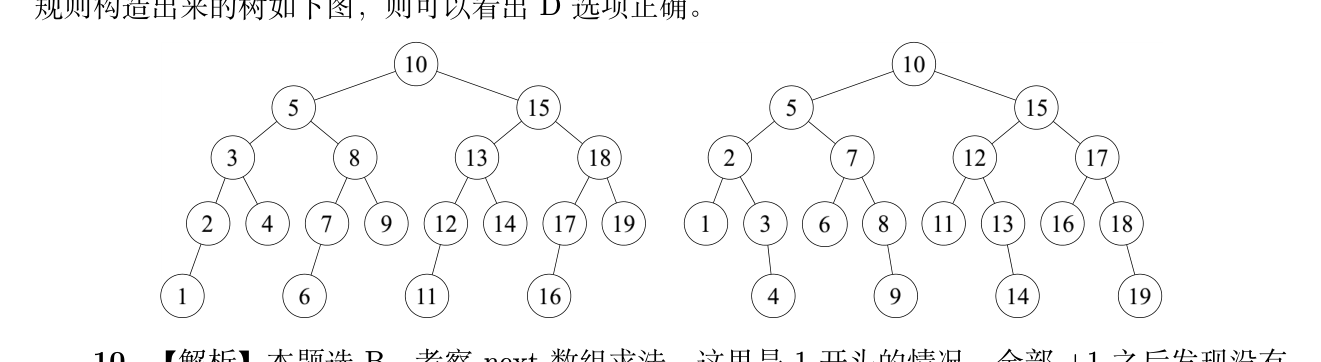 规则构造出来的树如下图，则可以看出 D 选项正确。
10 10
5 15 5 15
3 8 13 18 2 7 12 17
2 4 7 9 12 14 17 19 1 3 6 8 11 13 16 18
1 6 11 16 4 9 14 19
10. 【解析】本题选 B。考察 next 数组求法，这里是 1 开头的情况，全部 +1 之后发现没有